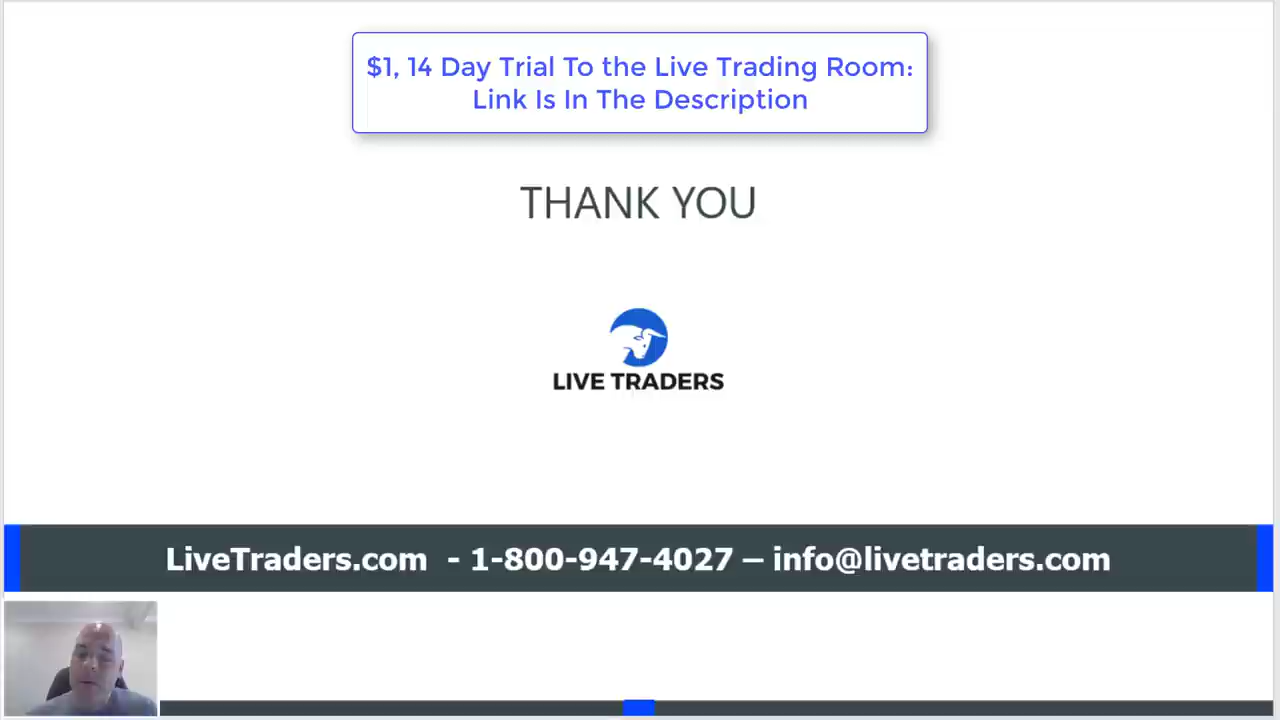 $1, 14 Day Trial To the Live Trading Room:
Link Is In The Description
THANK YOU
LIVE TRADERS
LiveTraders.com - 1-800-947-4027 – info@livetraders.com